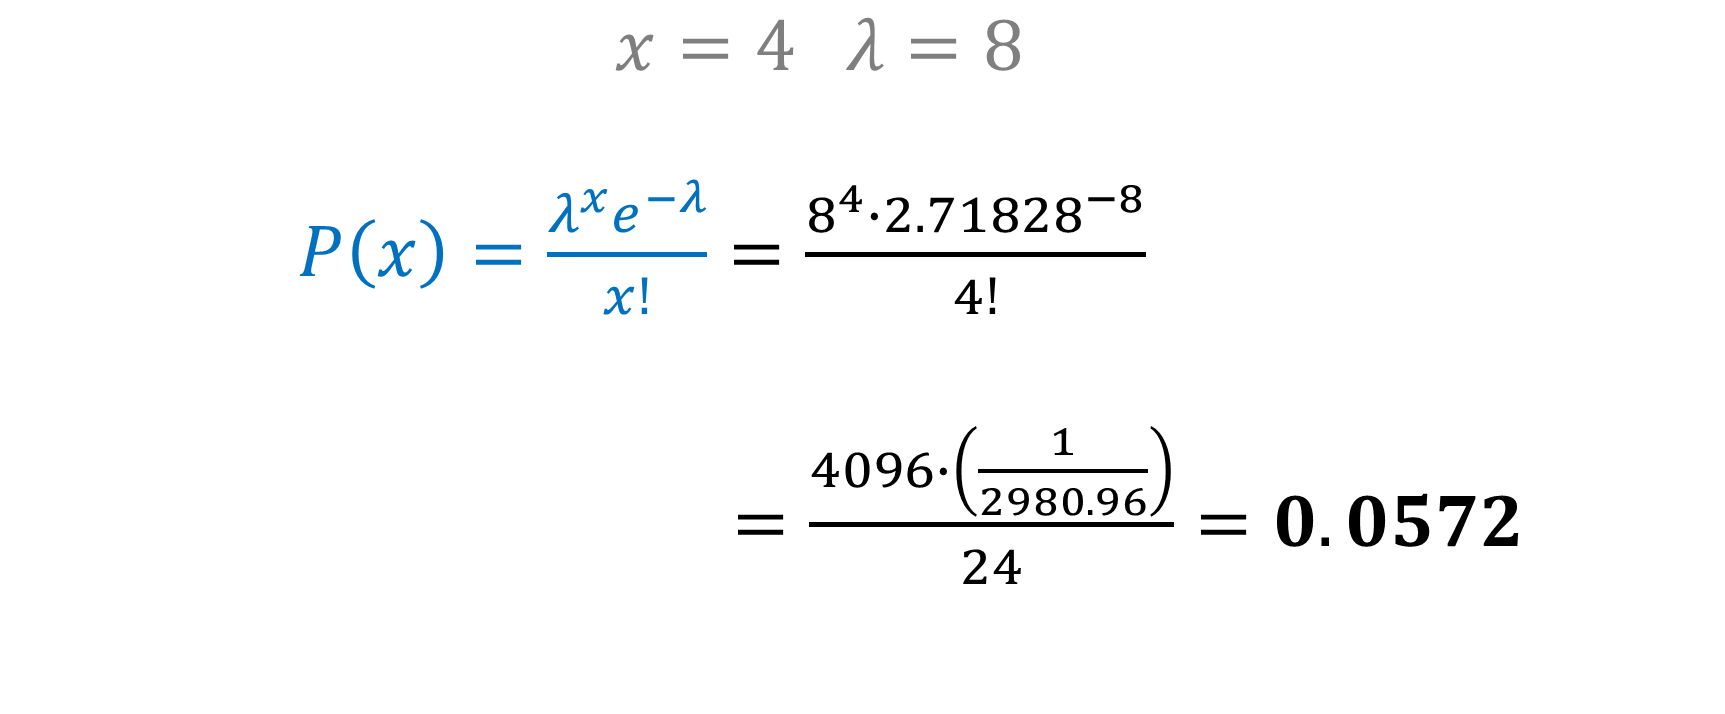 x = 4 λ = 8
P(x) = λ^x e^−λ / x! = 8^4·2.71828^−8 / 4!
= 4096·(1 / 2980.96) / 24 = 0.0572